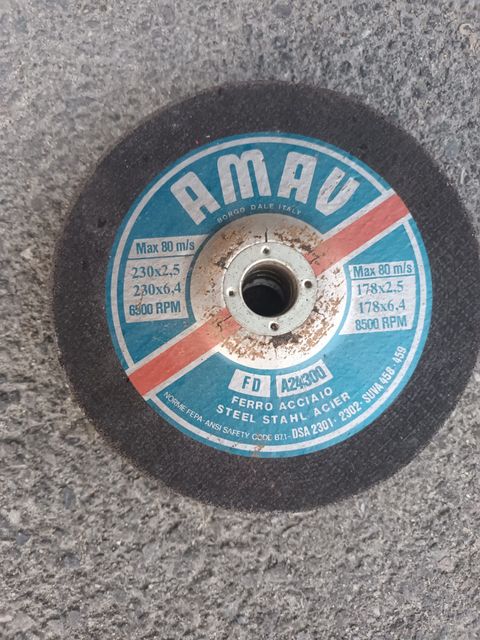 AMAV
BORGO DALE ITALY
Max 80 m/s
230x2,5
230x6,4
6500 RPM
Max 80 m/s
178x2,5
178x6,4
8500 RPM
FD A24300
FERRO ACCIAIO
STEEL STAHL ACIER
NORME FEPA - ANSI SAFETY CODE B7.1 - DSA 2301 - 2302 - SUVA 458 - 459